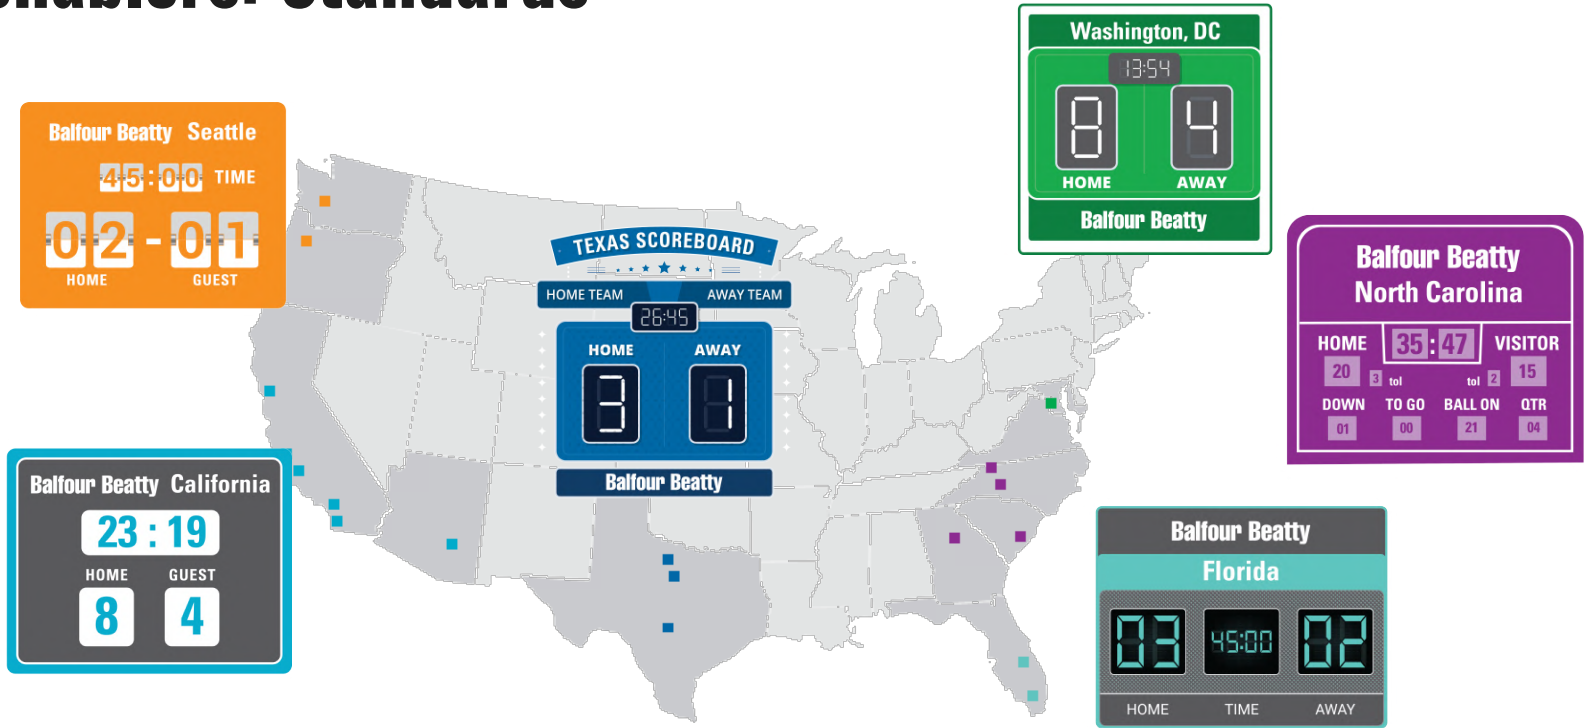 Standards
Balfour Beatty Seattle
45:00 TIME
02 - 01
HOME GUEST
Balfour Beatty California
23 : 19
HOME GUEST
8 4
TEXAS SCOREBOARD
HOME TEAM AWAY TEAM
26:45
HOME AWAY
3 1
Balfour Beatty
Washington, DC
13:54
8 4
HOME AWAY
Balfour Beatty
Balfour Beatty
North Carolina
HOME 35:47 VISITOR
20 3 tol tol 2 15
DOWN TO GO BALL ON QTR
01 00 21 04
Balfour Beatty
Florida
03 45:00 02
HOME TIME AWAY